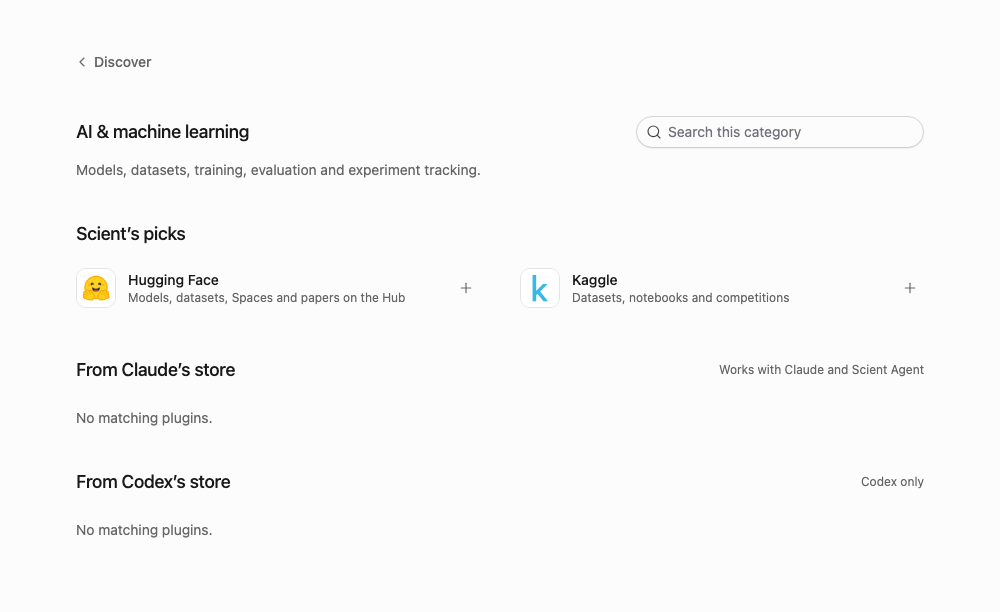 Discover
AI & machine learning
Search this category
Models, datasets, training, evaluation and experiment tracking.
Scient's picks
Hugging Face
Models, datasets, Spaces and papers on the Hub
Kaggle
Datasets, notebooks and competitions
From Claude's store
Works with Claude and Scient Agent
No matching plugins.
From Codex's store
Codex only
No matching plugins.